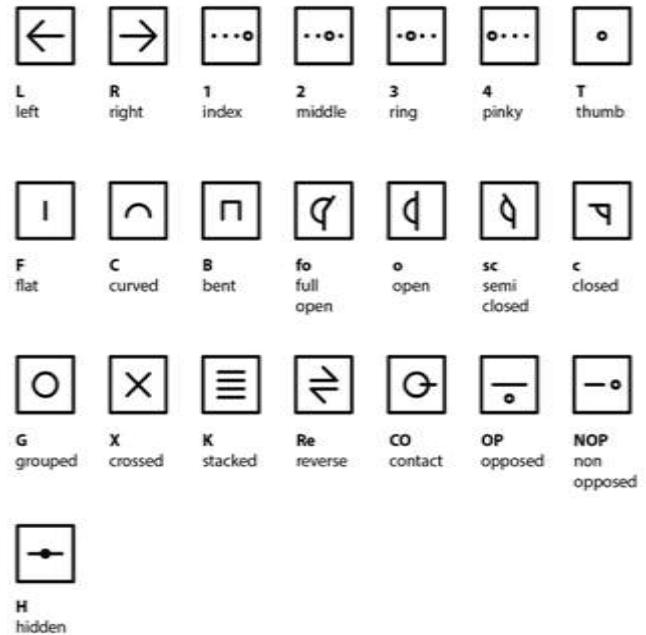 L R 1 2 3 4 T
left right index middle ring pinky thumb
F C B fo o sc c
flat curved bent full open semi closed
open closed
G X K Re CO OP NOP
grouped crossed stacked reverse contact opposed non
opposed
H
hidden